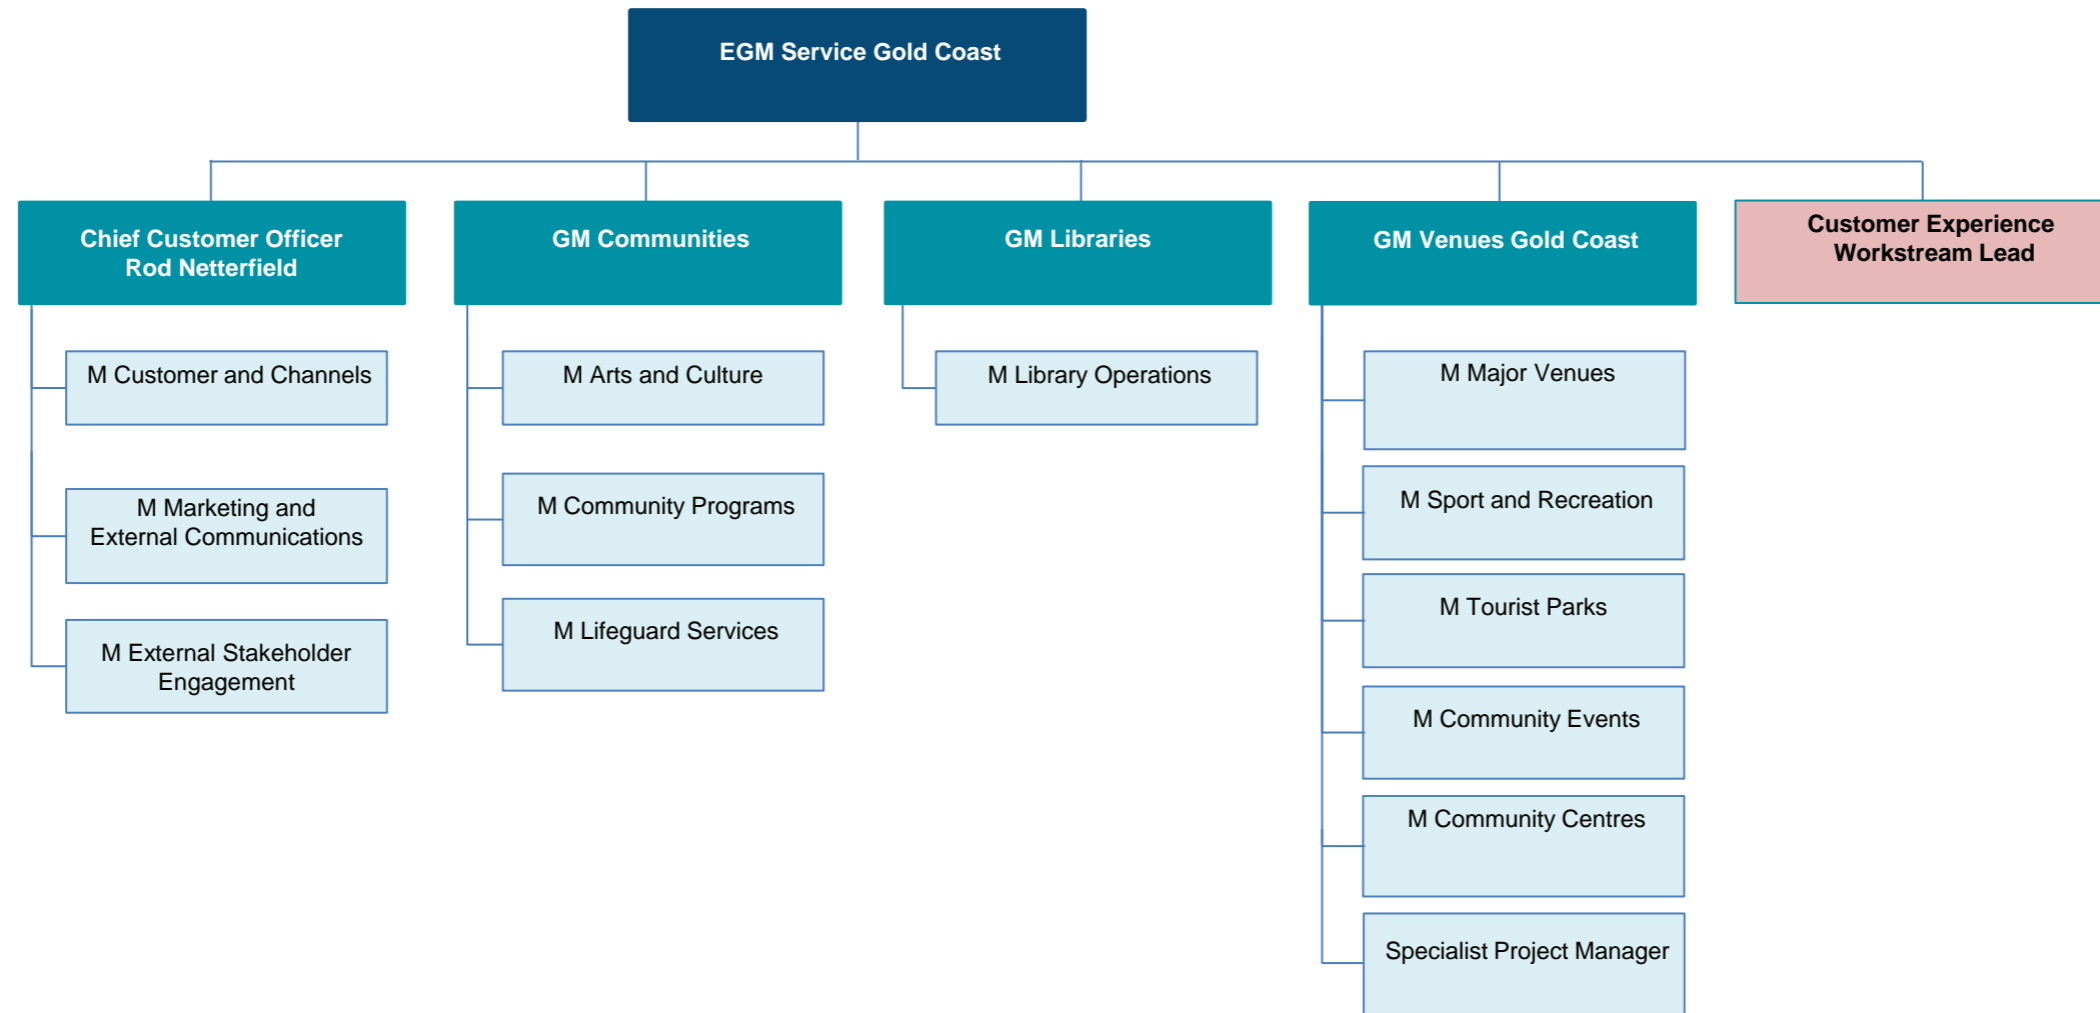 EGM Service Gold Coast
Chief Customer Officer
Rod Netterfield
GM Communities
GM Libraries
GM Venues Gold Coast
Customer Experience
Workstream Lead
M Customer and Channels
M Marketing and
External Communications
M External Stakeholder
Engagement
M Arts and Culture
M Community Programs
M Lifeguard Services
M Library Operations
M Major Venues
M Sport and Recreation
M Tourist Parks
M Community Events
M Community Centres
Specialist Project Manager